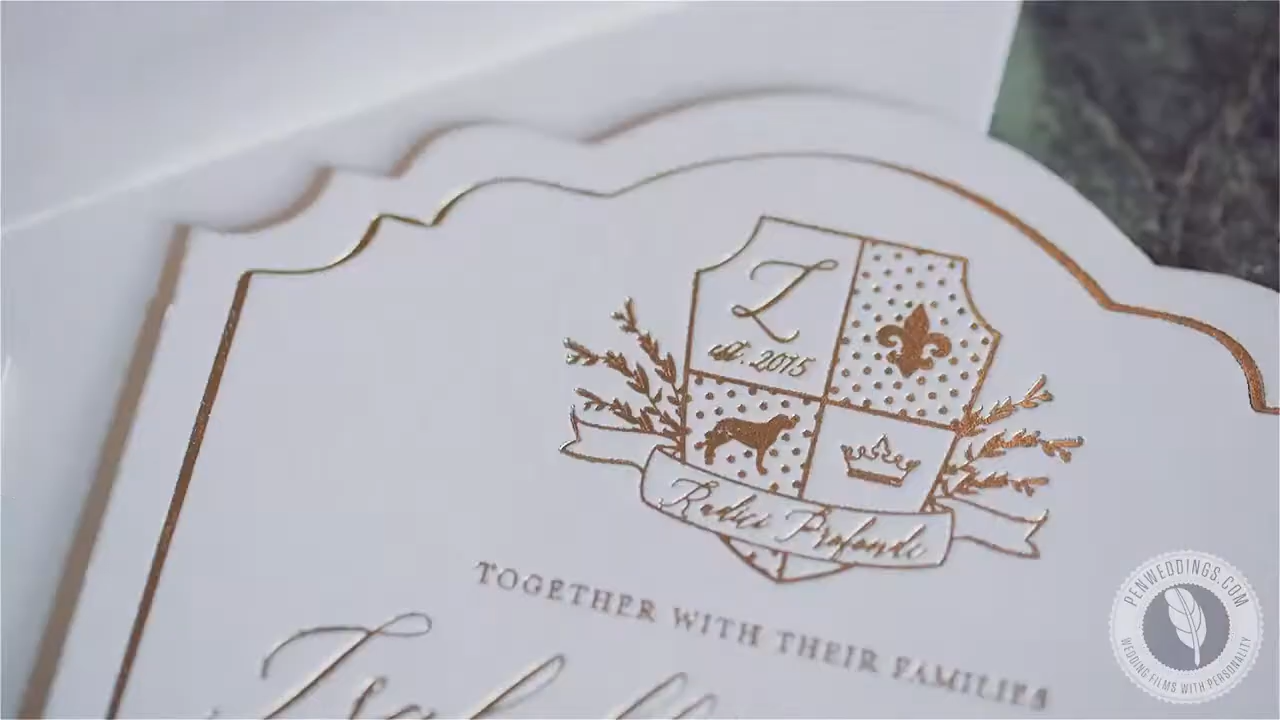 L
est. 2015
Radici Profonde
TOGETHER WITH THEIR FAMILIES
PENWEDDINGS.COM
WEDDING FILMS WITH PERSONALITY